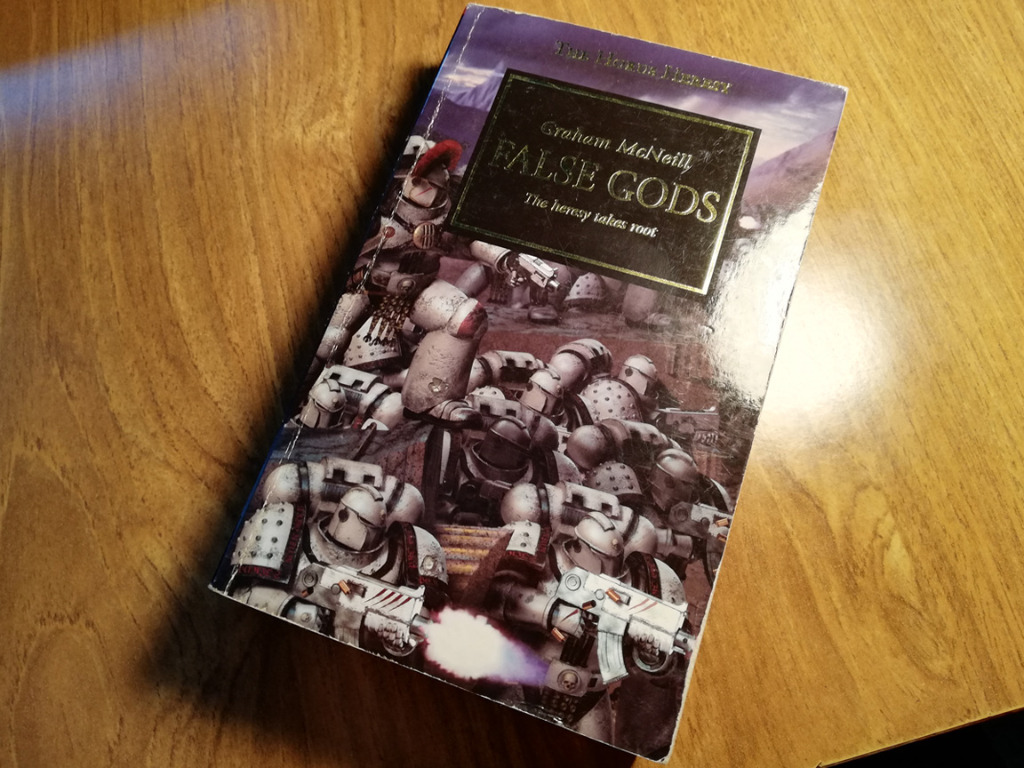 THE HORUS HERESY
Graham McNeill
FALSE GODS
The heresy takes root